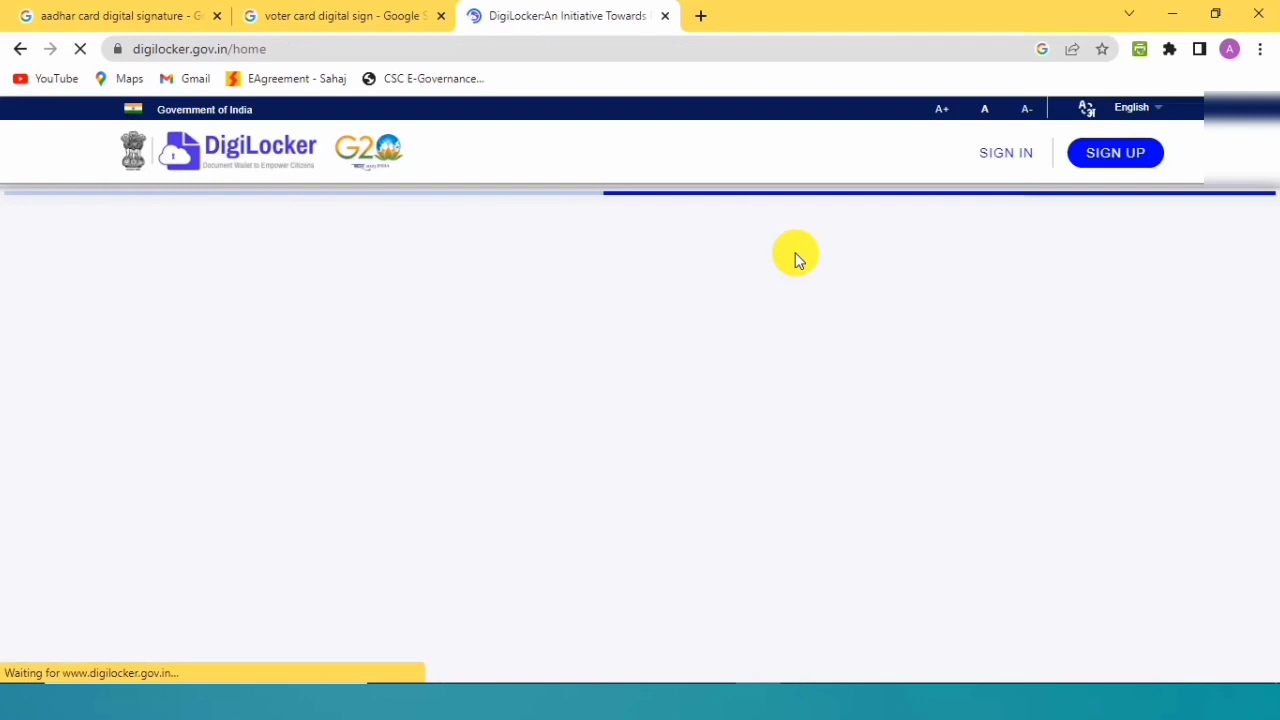 aadhar card digital signature - Go
voter card digital sign - Google S
DigiLocker:An Initiative Towards
digilocker.gov.in/home
A
YouTube
Maps
Gmail
EAgreement - Sahaj
CSC E-Governance...
Government of India
A+
A
A-
English
DigiLocker
Document Wallet to Empower Citizens
G20
SIGN IN
SIGN UP
Waiting for www.digilocker.gov.in...